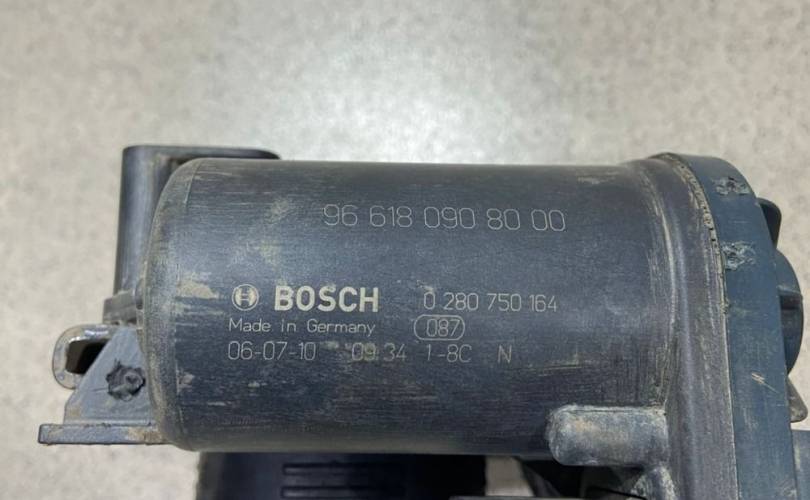 96 618 090 80 00
BOSCH 0 280 750 164
Made in Germany 087
06-07-10 09:34 1-8C N